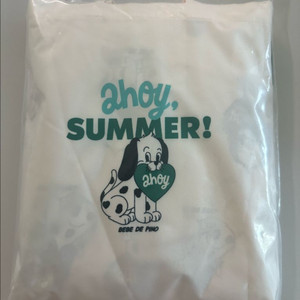 ahoy,
SUMMER!
ahoy
BEBE DE PINO